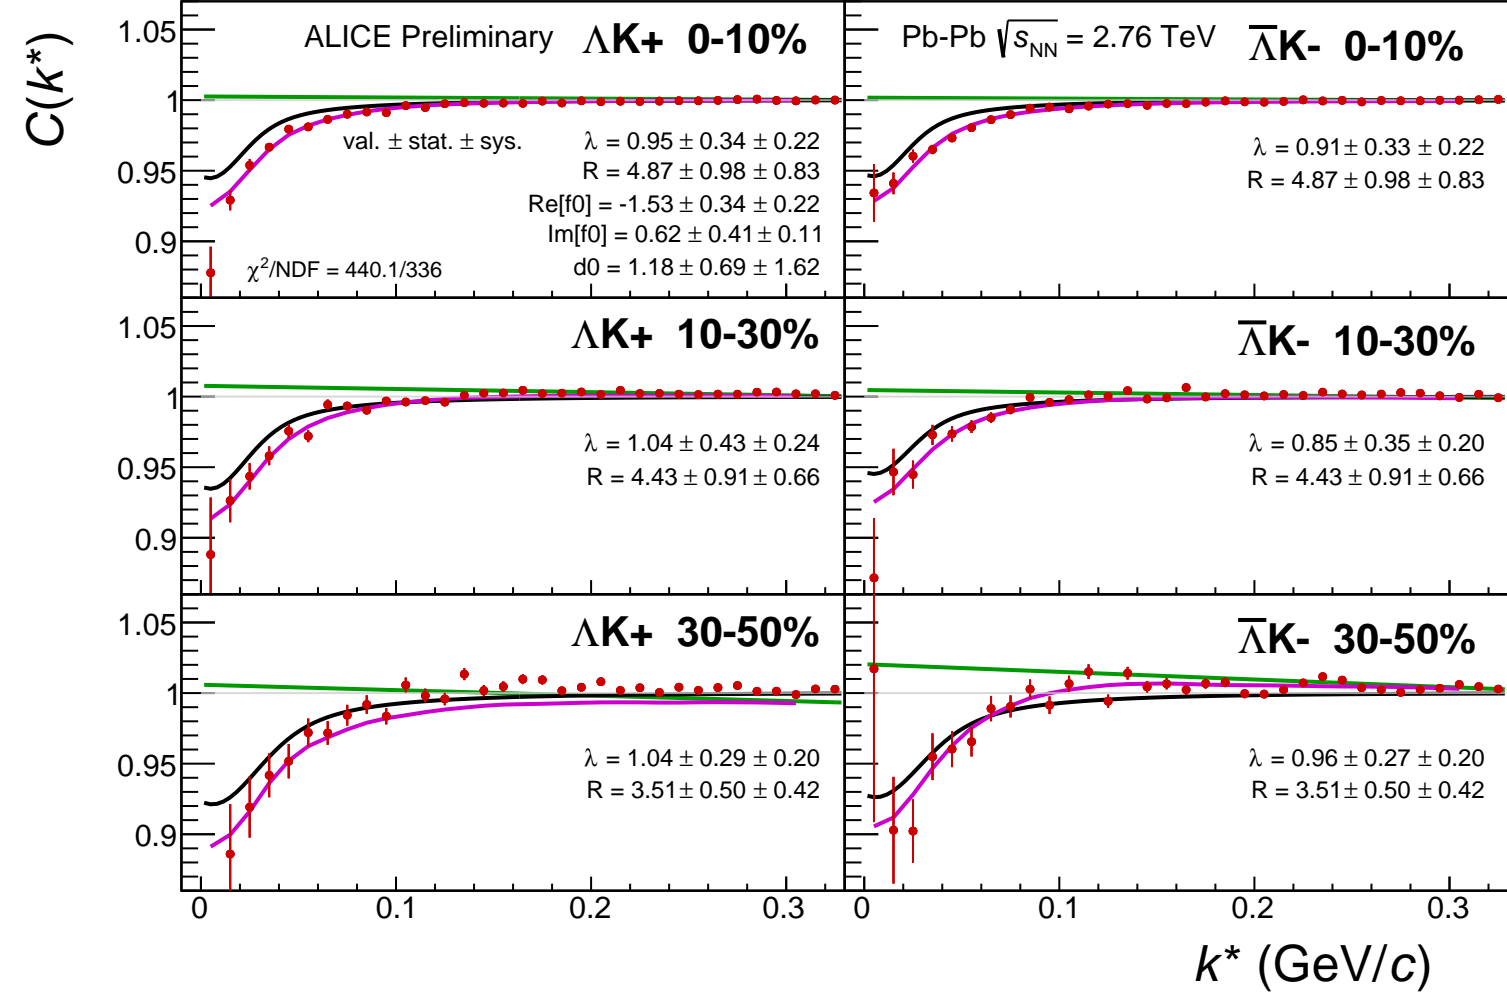 C(k*)
ALICE Preliminary ΛK+ 0-10%
1.05
1
0.95
0.9
val. ± stat. ± sys.
λ = 0.95 ± 0.34 ± 0.22
R = 4.87 ± 0.98 ± 0.83
Re[f0] = -1.53 ± 0.34 ± 0.22
Im[f0] = 0.62 ± 0.41 ± 0.11
χ²/NDF = 440.1/336
d0 = 1.18 ± 0.69 ± 1.62
Pb-Pb √sNN = 2.76 TeV Λ̅K- 0-10%
λ = 0.91 ± 0.33 ± 0.22
R = 4.87 ± 0.98 ± 0.83
ΛK+ 10-30%
1.05
1
0.95
0.9
λ = 1.04 ± 0.43 ± 0.24
R = 4.43 ± 0.91 ± 0.66
Λ̅K- 10-30%
λ = 0.85 ± 0.35 ± 0.20
R = 4.43 ± 0.91 ± 0.66
ΛK+ 30-50%
1.05
1
0.95
0.9
λ = 1.04 ± 0.29 ± 0.20
R = 3.51 ± 0.50 ± 0.42
Λ̅K- 30-50%
λ = 0.96 ± 0.27 ± 0.20
R = 3.51 ± 0.50 ± 0.42
0 0.1 0.2 0.3
0 0.1 0.2 0.3
k* (GeV/c)